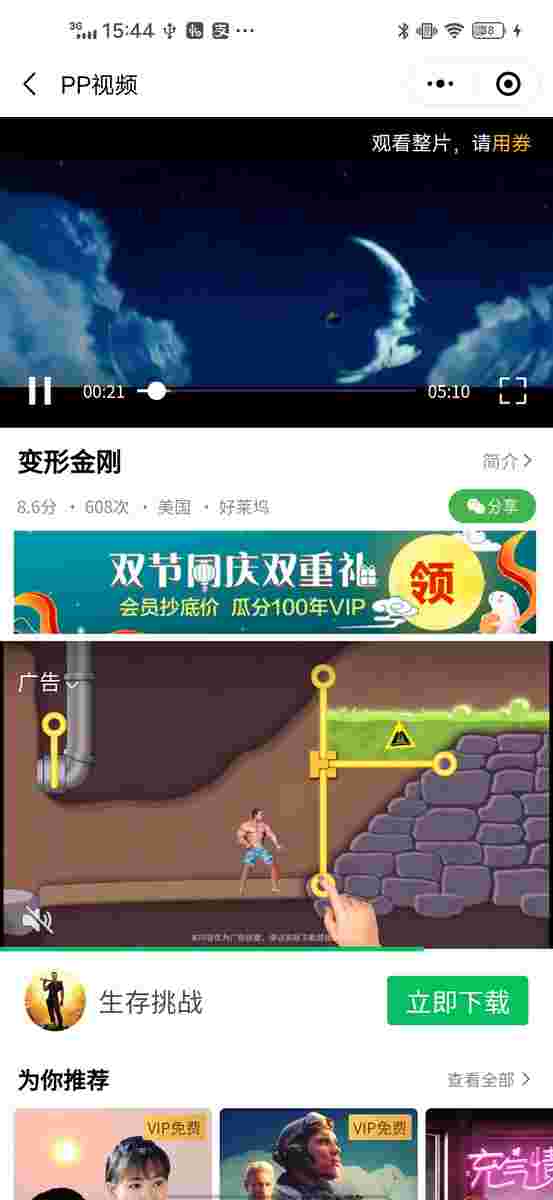 3G 15:44
PP视频
观看整片，请用券
00:21
05:10
变形金刚
简介
8.6分 · 608次 · 美国 · 好莱坞
分享
双节同庆双重礼
会员抄底价 瓜分100年VIP
领
广告
生存挑战
立即下载
为你推荐
查看全部
VIP免费
VIP免费